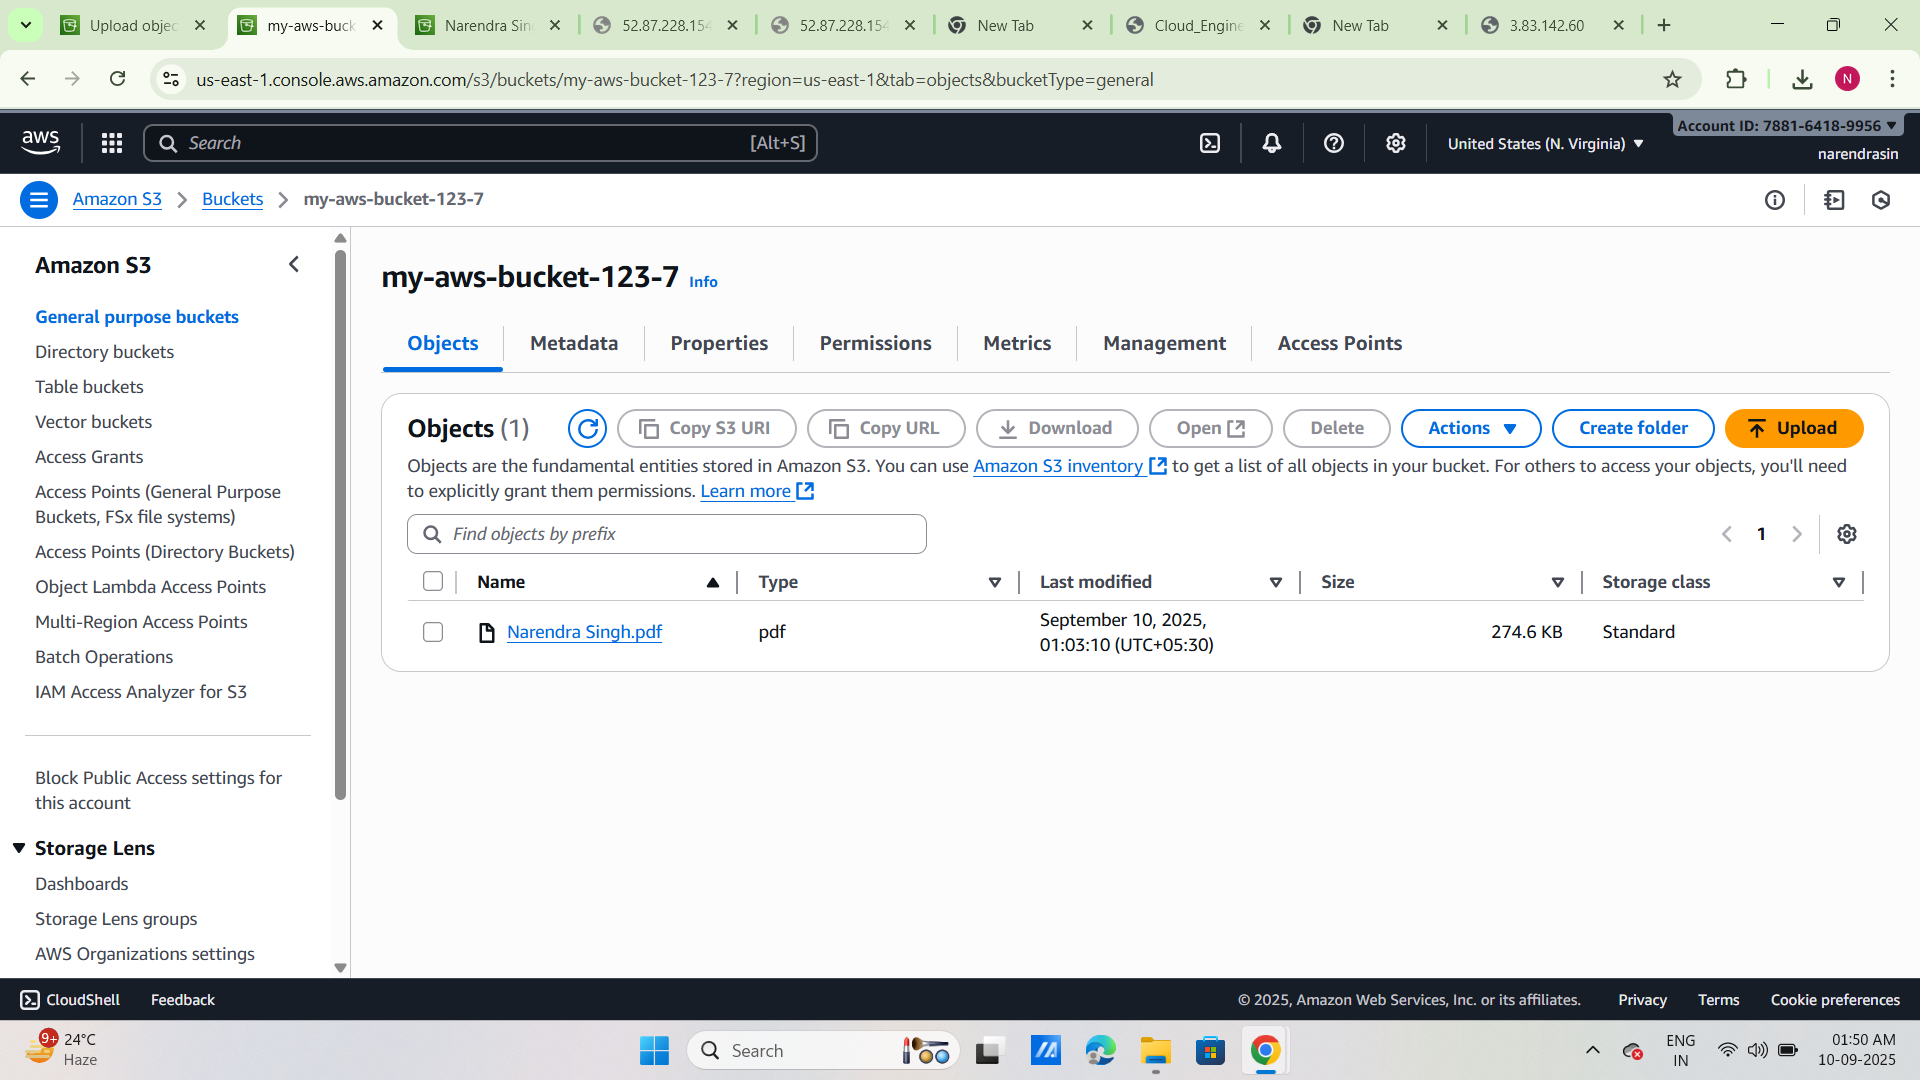 Upload objec
my-aws-buck
Narendra Sin
52.87.228.154
52.87.228.154
New Tab
Cloud_Engine
New Tab
3.83.142.60
us-east-1.console.aws.amazon.com/s3/buckets/my-aws-bucket-123-7?region=us-east-1&tab=objects&bucketType=general
N
aws
Search
[Alt+S]
United States (N. Virginia)
Account ID: 7881-6418-9956
narendrasin
Amazon S3
Buckets
my-aws-bucket-123-7
Amazon S3
General purpose buckets
Directory buckets
Table buckets
Vector buckets
Access Grants
Access Points (General Purpose
Buckets, FSx file systems)
Access Points (Directory Buckets)
Object Lambda Access Points
Multi-Region Access Points
Batch Operations
IAM Access Analyzer for S3
Block Public Access settings for
this account
Storage Lens
Dashboards
Storage Lens groups
AWS Organizations settings
my-aws-bucket-123-7 Info
Objects
Metadata
Properties
Permissions
Metrics
Management
Access Points
Objects (1)
Copy S3 URI
Copy URL
Download
Open
Delete
Actions
Create folder
Upload
Objects are the fundamental entities stored in Amazon S3. You can use Amazon S3 inventory to get a list of all objects in your bucket. For others to access your objects, you'll need
to explicitly grant them permissions. Learn more
Find objects by prefix
1
Name
Type
Last modified
Size
Storage class
Narendra Singh.pdf
pdf
September 10, 2025,
01:03:10 (UTC+05:30)
274.6 KB
Standard
CloudShell
Feedback
© 2025, Amazon Web Services, Inc. or its affiliates.
Privacy
Terms
Cookie preferences
9+
24°C
Haze
Search
ENG
IN
01:50 AM
10-09-2025